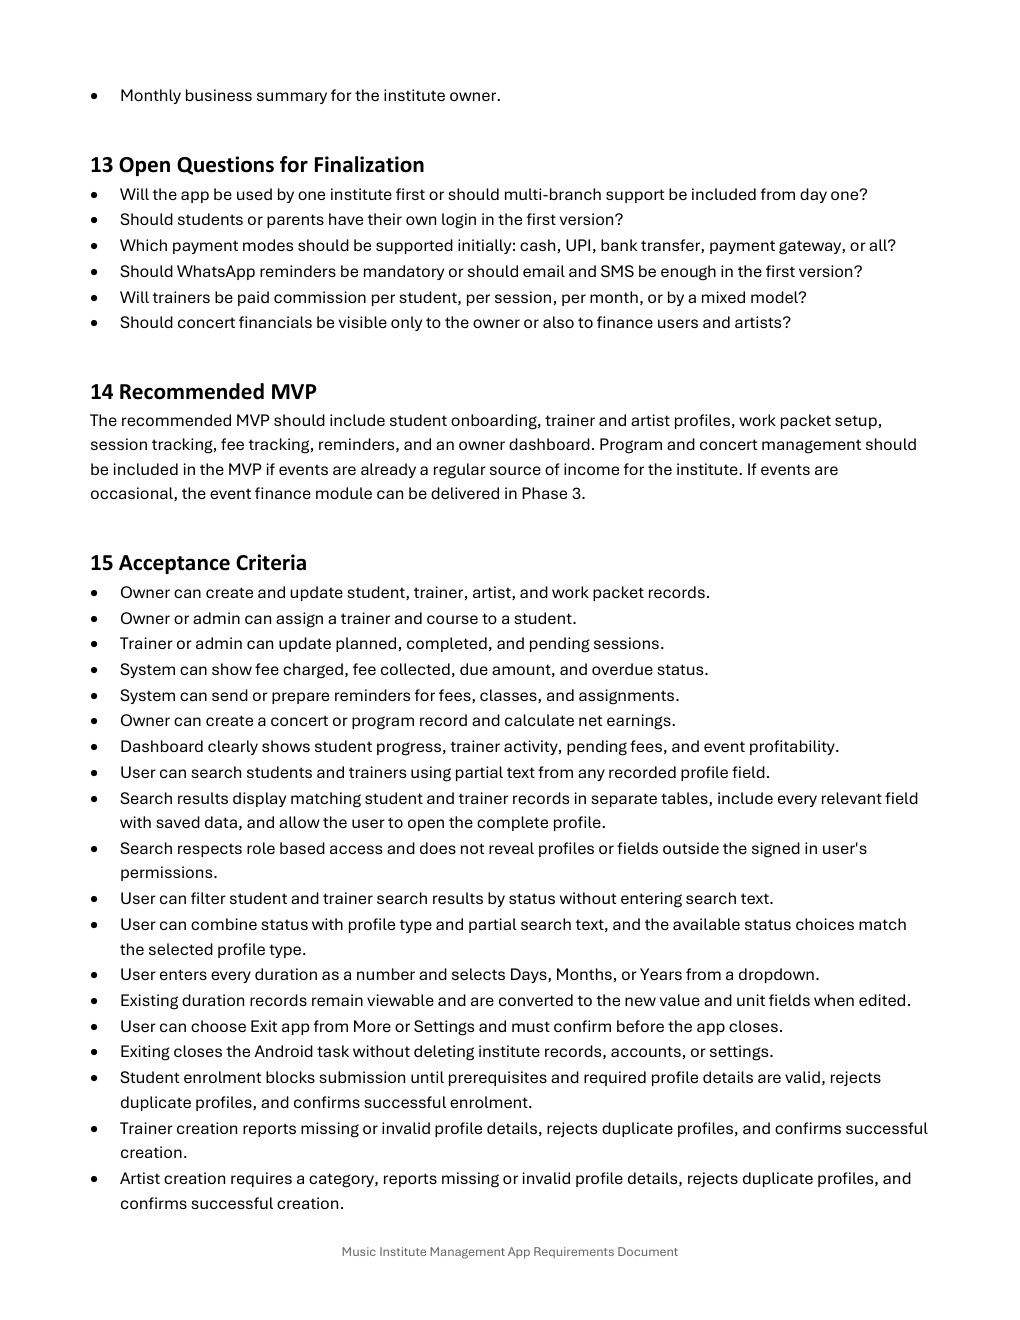 • Monthly business summary for the institute owner.
13 Open Questions for Finalization
• Will the app be used by one institute first or should multi-branch support be included from day one?
• Should students or parents have their own login in the first version?
• Which payment modes should be supported initially: cash, UPI, bank transfer, payment gateway, or all?
• Should WhatsApp reminders be mandatory or should email and SMS be enough in the first version?
• Will trainers be paid commission per student, per session, per month, or by a mixed model?
• Should concert financials be visible only to the owner or also to finance users and artists?
14 Recommended MVP
The recommended MVP should include student onboarding, trainer and artist profiles, work packet setup,
session tracking, fee tracking, reminders, and an owner dashboard. Program and concert management should
be included in the MVP if events are already a regular source of income for the institute. If events are
occasional, the event finance module can be delivered in Phase 3.
15 Acceptance Criteria
• Owner can create and update student, trainer, artist, and work packet records.
• Owner or admin can assign a trainer and course to a student.
• Trainer or admin can update planned, completed, and pending sessions.
• System can show fee charged, fee collected, due amount, and overdue status.
• System can send or prepare reminders for fees, classes, and assignments.
• Owner can create a concert or program record and calculate net earnings.
• Dashboard clearly shows student progress, trainer activity, pending fees, and event profitability.
• User can search students and trainers using partial text from any recorded profile field.
• Search results display matching student and trainer records in separate tables, include every relevant field
with saved data, and allow the user to open the complete profile.
• Search respects role based access and does not reveal profiles or fields outside the signed in user's
permissions.
• User can filter student and trainer search results by status without entering search text.
• User can combine status with profile type and partial search text, and the available status choices match
the selected profile type.
• User enters every duration as a number and selects Days, Months, or Years from a dropdown.
• Existing duration records remain viewable and are converted to the new value and unit fields when edited.
• User can choose Exit app from More or Settings and must confirm before the app closes.
• Exiting closes the Android task without deleting institute records, accounts, or settings.
• Student enrolment blocks submission until prerequisites and required profile details are valid, rejects
duplicate profiles, and confirms successful enrolment.
• Trainer creation reports missing or invalid profile details, rejects duplicate profiles, and confirms successful
creation.
• Artist creation requires a category, reports missing or invalid profile details, rejects duplicate profiles, and
confirms successful creation.
Music Institute Management App Requirements Document